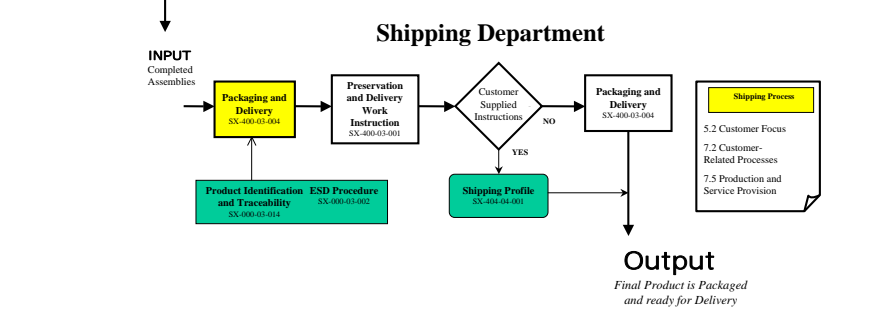 Shipping Department
INPUT
Completed
Assemblies
Packaging and
Delivery
SX-400-03-004
Preservation
and Delivery
Work
Instruction
SX-400-03-001
Customer
Supplied
Instructions
NO
YES
Packaging and
Delivery
SX-400-03-004
Shipping Process
5.2 Customer Focus
7.2 Customer-
Related Processes
7.5 Production and
Service Provision
Product Identification
and Traceability
SX-000-03-014
ESD Procedure
SX-000-03-002
Shipping Profile
SX-404-04-001
Output
Final Product is Packaged
and ready for Delivery